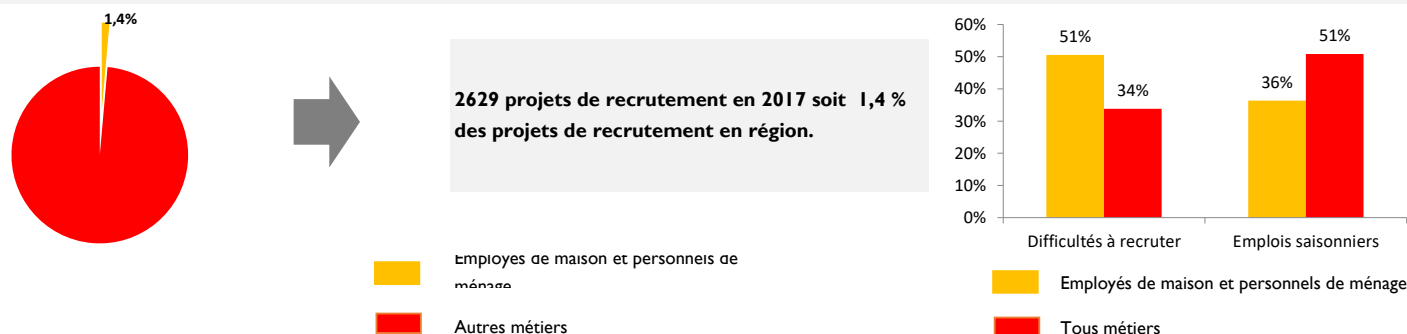 1,4%
2629 projets de recrutement en 2017 soit 1,4 %
des projets de recrutement en région.
Employés de maison et personnels de
ménage
Autres métiers
60%
50%
40%
30%
20%
10%
0%
51%
34%
36%
51%
Difficultés à recruter
Emplois saisonniers
Employés de maison et personnels de ménage
Tous métiers